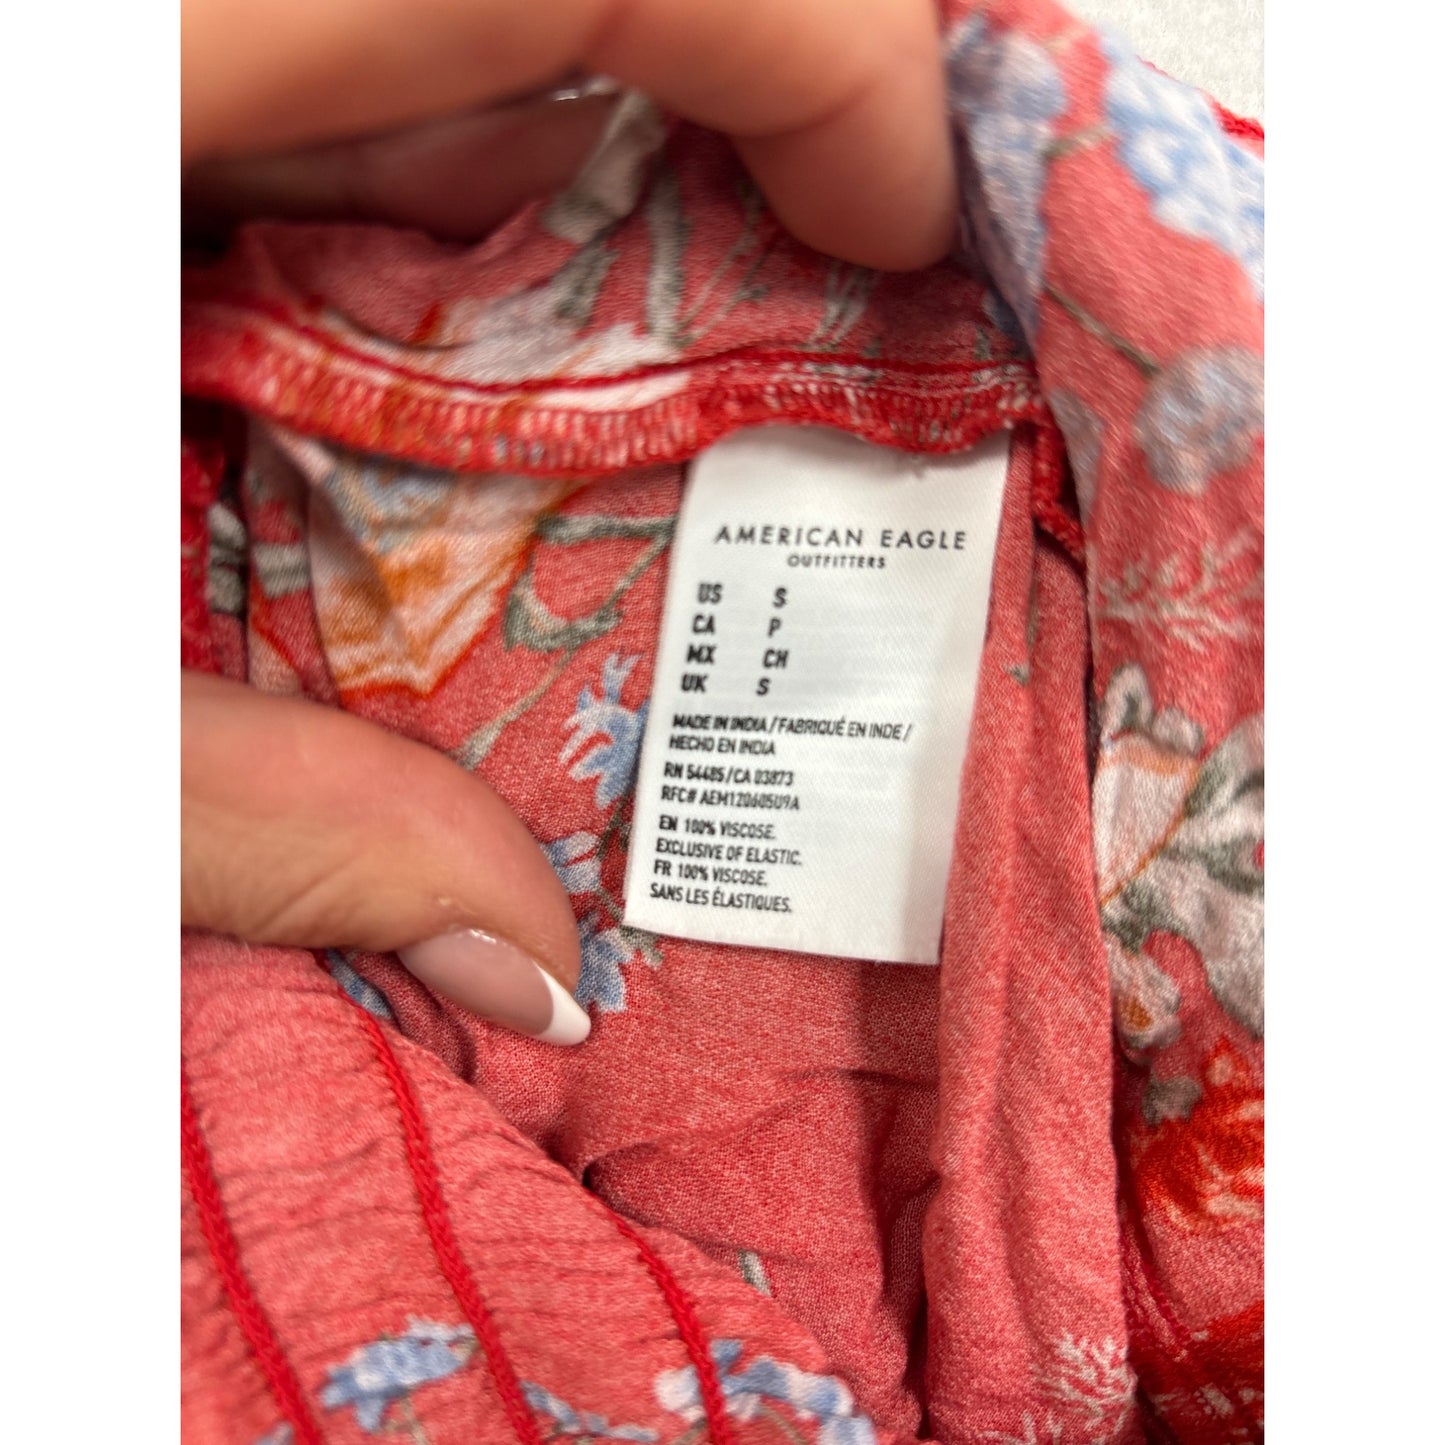 AMERICAN EAGLE
OUTFITTERS
US S
CA P
MX CH
UK S
MADE IN INDIA/FABRIQUÉ EN INDE/
HECHO EN INDIA
RN 54485/CA 03873
RFC# AEM120605U9A
EN 100% VISCOSE.
EXCLUSIVE OF ELASTIC.
FR 100% VISCOSE.
SANS LES ÉLASTIQUES.